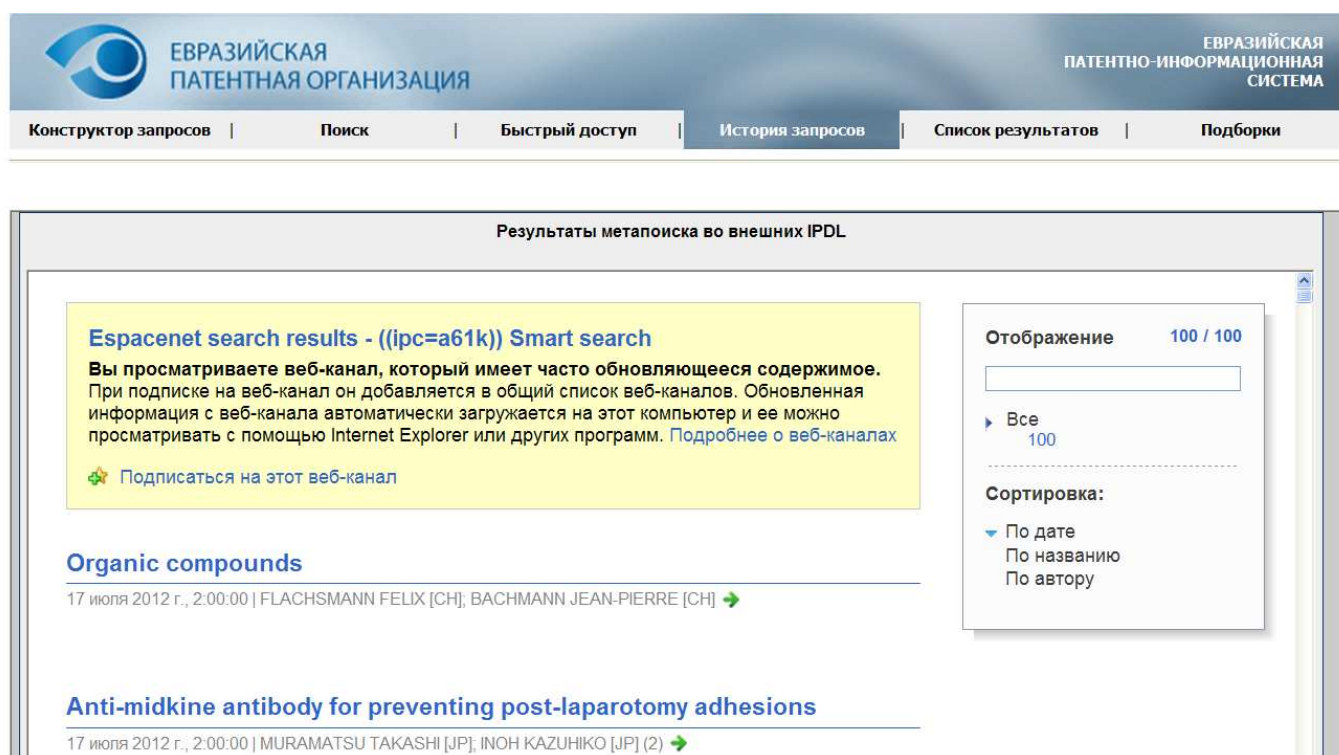 ЕВРАЗИЙСКАЯ
ПАТЕНТНАЯ ОРГАНИЗАЦИЯ
ЕВРАЗИЙСКАЯ
ПАТЕНТНО-ИНФОРМАЦИОННАЯ
СИСТЕМА
Конструктор запросов | Поиск | Быстрый доступ | История запросов | Список результатов | Подборки
Результаты метапоиска во внешних IPDL
Espacenet search results - ((ipc=a61k)) Smart search
Вы просматриваете веб-канал, который имеет часто обновляющееся содержимое.
При подписке на веб-канал он добавляется в общий список веб-каналов. Обновленная
информация с веб-канала автоматически загружается на этот компьютер и ее можно
просматривать с помощью Internet Explorer или других программ. Подробнее о веб-каналах
Подписаться на этот веб-канал
Отображение 100 / 100
Все
100
Сортировка:
По дате
По названию
По автору
Organic compounds
17 июля 2012 г., 2:00:00 | FLACHSMANN FELIX [CH]; BACHMANN JEAN-PIERRE [CH]
Anti-midkine antibody for preventing post-laparotomy adhesions
17 июля 2012 г., 2:00:00 | MURAMATSU TAKASHI [JP]; INOH KAZUHIKO [JP] (2)